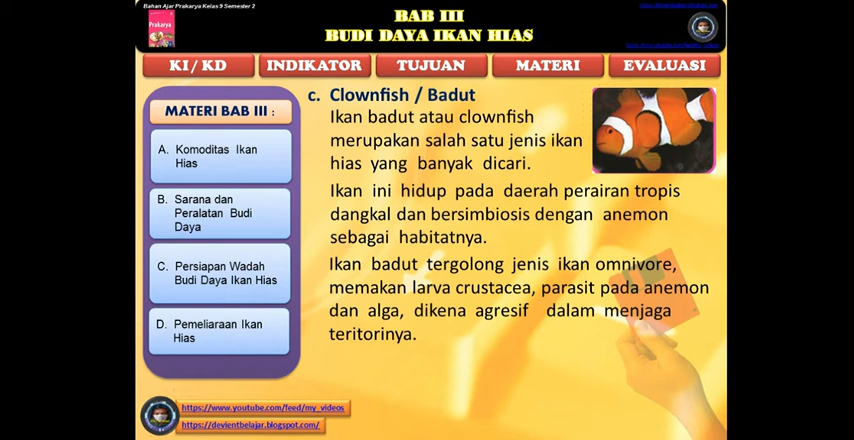 Bahan Ajar Prakarya Kelas 9 Semester 2
Prakarya
BAB III
BUDI DAYA IKAN HIAS
KI / KD
INDIKATOR
TUJUAN
MATERI
EVALUASI
MATERI BAB III :
A. Komoditas Ikan
Hias
B. Sarana dan
Peralatan Budi
Daya
C. Persiapan Wadah
Budi Daya Ikan Hias
D. Pemeliaraan Ikan
Hias
c. Clownfish / Badut
Ikan badut atau clownfish
merupakan salah satu jenis ikan
hias yang banyak dicari.
Ikan ini hidup pada daerah perairan tropis
dangkal dan bersimbiosis dengan anemon
sebagai habitatnya.
Ikan badut tergolong jenis ikan omnivore,
memakan larva crustacea, parasit pada anemon
dan alga, dikena agresif dalam menjaga
teritorinya.
https://www.youtube.com/feed/my_videos
https://devientbelajar.blogspot.com/